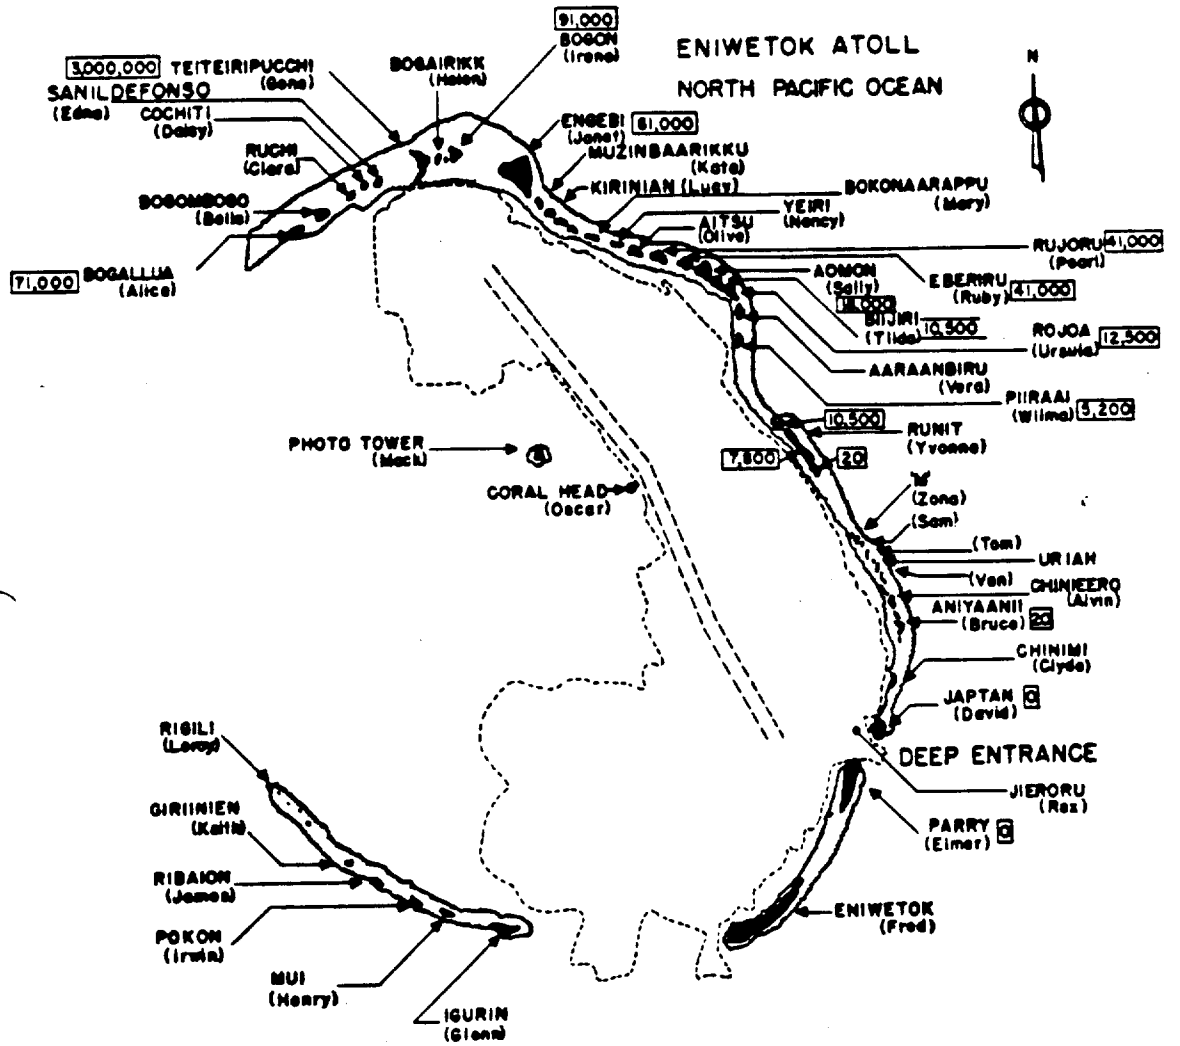 91,000
BOGON
(Irene)
ENIWETOK ATOLL
NORTH PACIFIC OCEAN
N
3,000,000 TEITEIRIPUCCHI
(Gene)
BOGAIRIKK
(Helen)
SANILDEFONSO
(Edna)
COCHITI
(Daisy)
RUCHI
(Clara)
BOGOMBOGO
(Belle)
71,000 BOGALLUA
(Alice)
ENGEBI 61,000
(Janet)
MUZINBAARIKKU
(Kate)
KIRINIAN (Lucy)
BOKONAARAPPU
(Mary)
YEIRI
(Nancy)
AITSU
(Olive)
RUJORU 41,000
(Pearl)
EBERIRU
(Ruby) 41,000
AOMON
(Sally)
18,000
BIIJIRI
(Tilda) 10,500
ROJOA 12,500
(Ursula)
AARAANBIRU
(Vera)
PIIRAAI
(Wilma) 5,200
10,500
RUNIT
(Yvonne)
7,800
20
PHOTO TOWER
(Mack)
CORAL HEAD
(Oscar)
(Zona)
(Sam)
(Tom)
URIAH
(Van)
CHINIEERO
(Alvin)
ANIYAANII
(Bruce) 20
CHINIMI
(Clyde)
JAPTAN 0
(David)
DEEP ENTRANCE
JIERORU
(Rex)
PARRY 0
(Elmer)
ENIWETOK
(Fred)
RIGILI
(Leroy)
GIRIINIEN
(Keith)
RIBAION
(James)
POKON
(Irwin)
MUI
(Henry)
IGURIN
(Glenn)